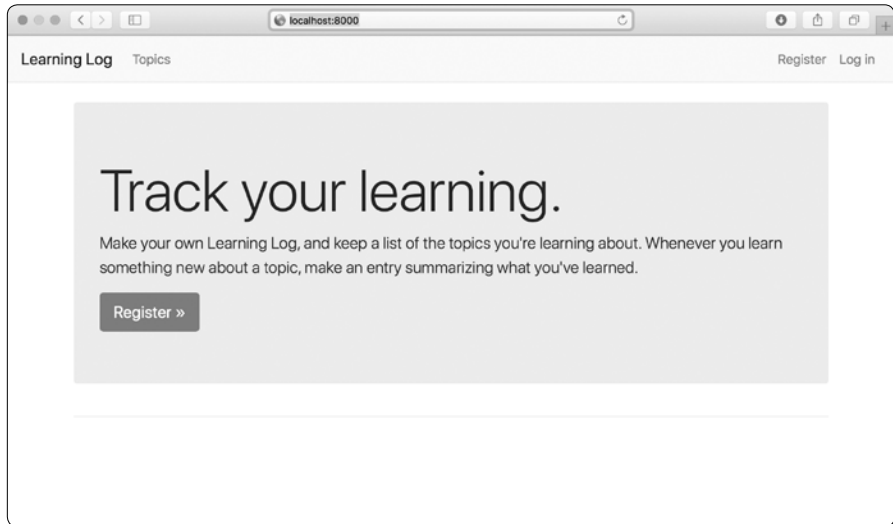 localhost:8000
Learning Log Topics Register Log in
Track your learning.
Make your own Learning Log, and keep a list of the topics you're learning about. Whenever you learn
something new about a topic, make an entry summarizing what you've learned.
Register »